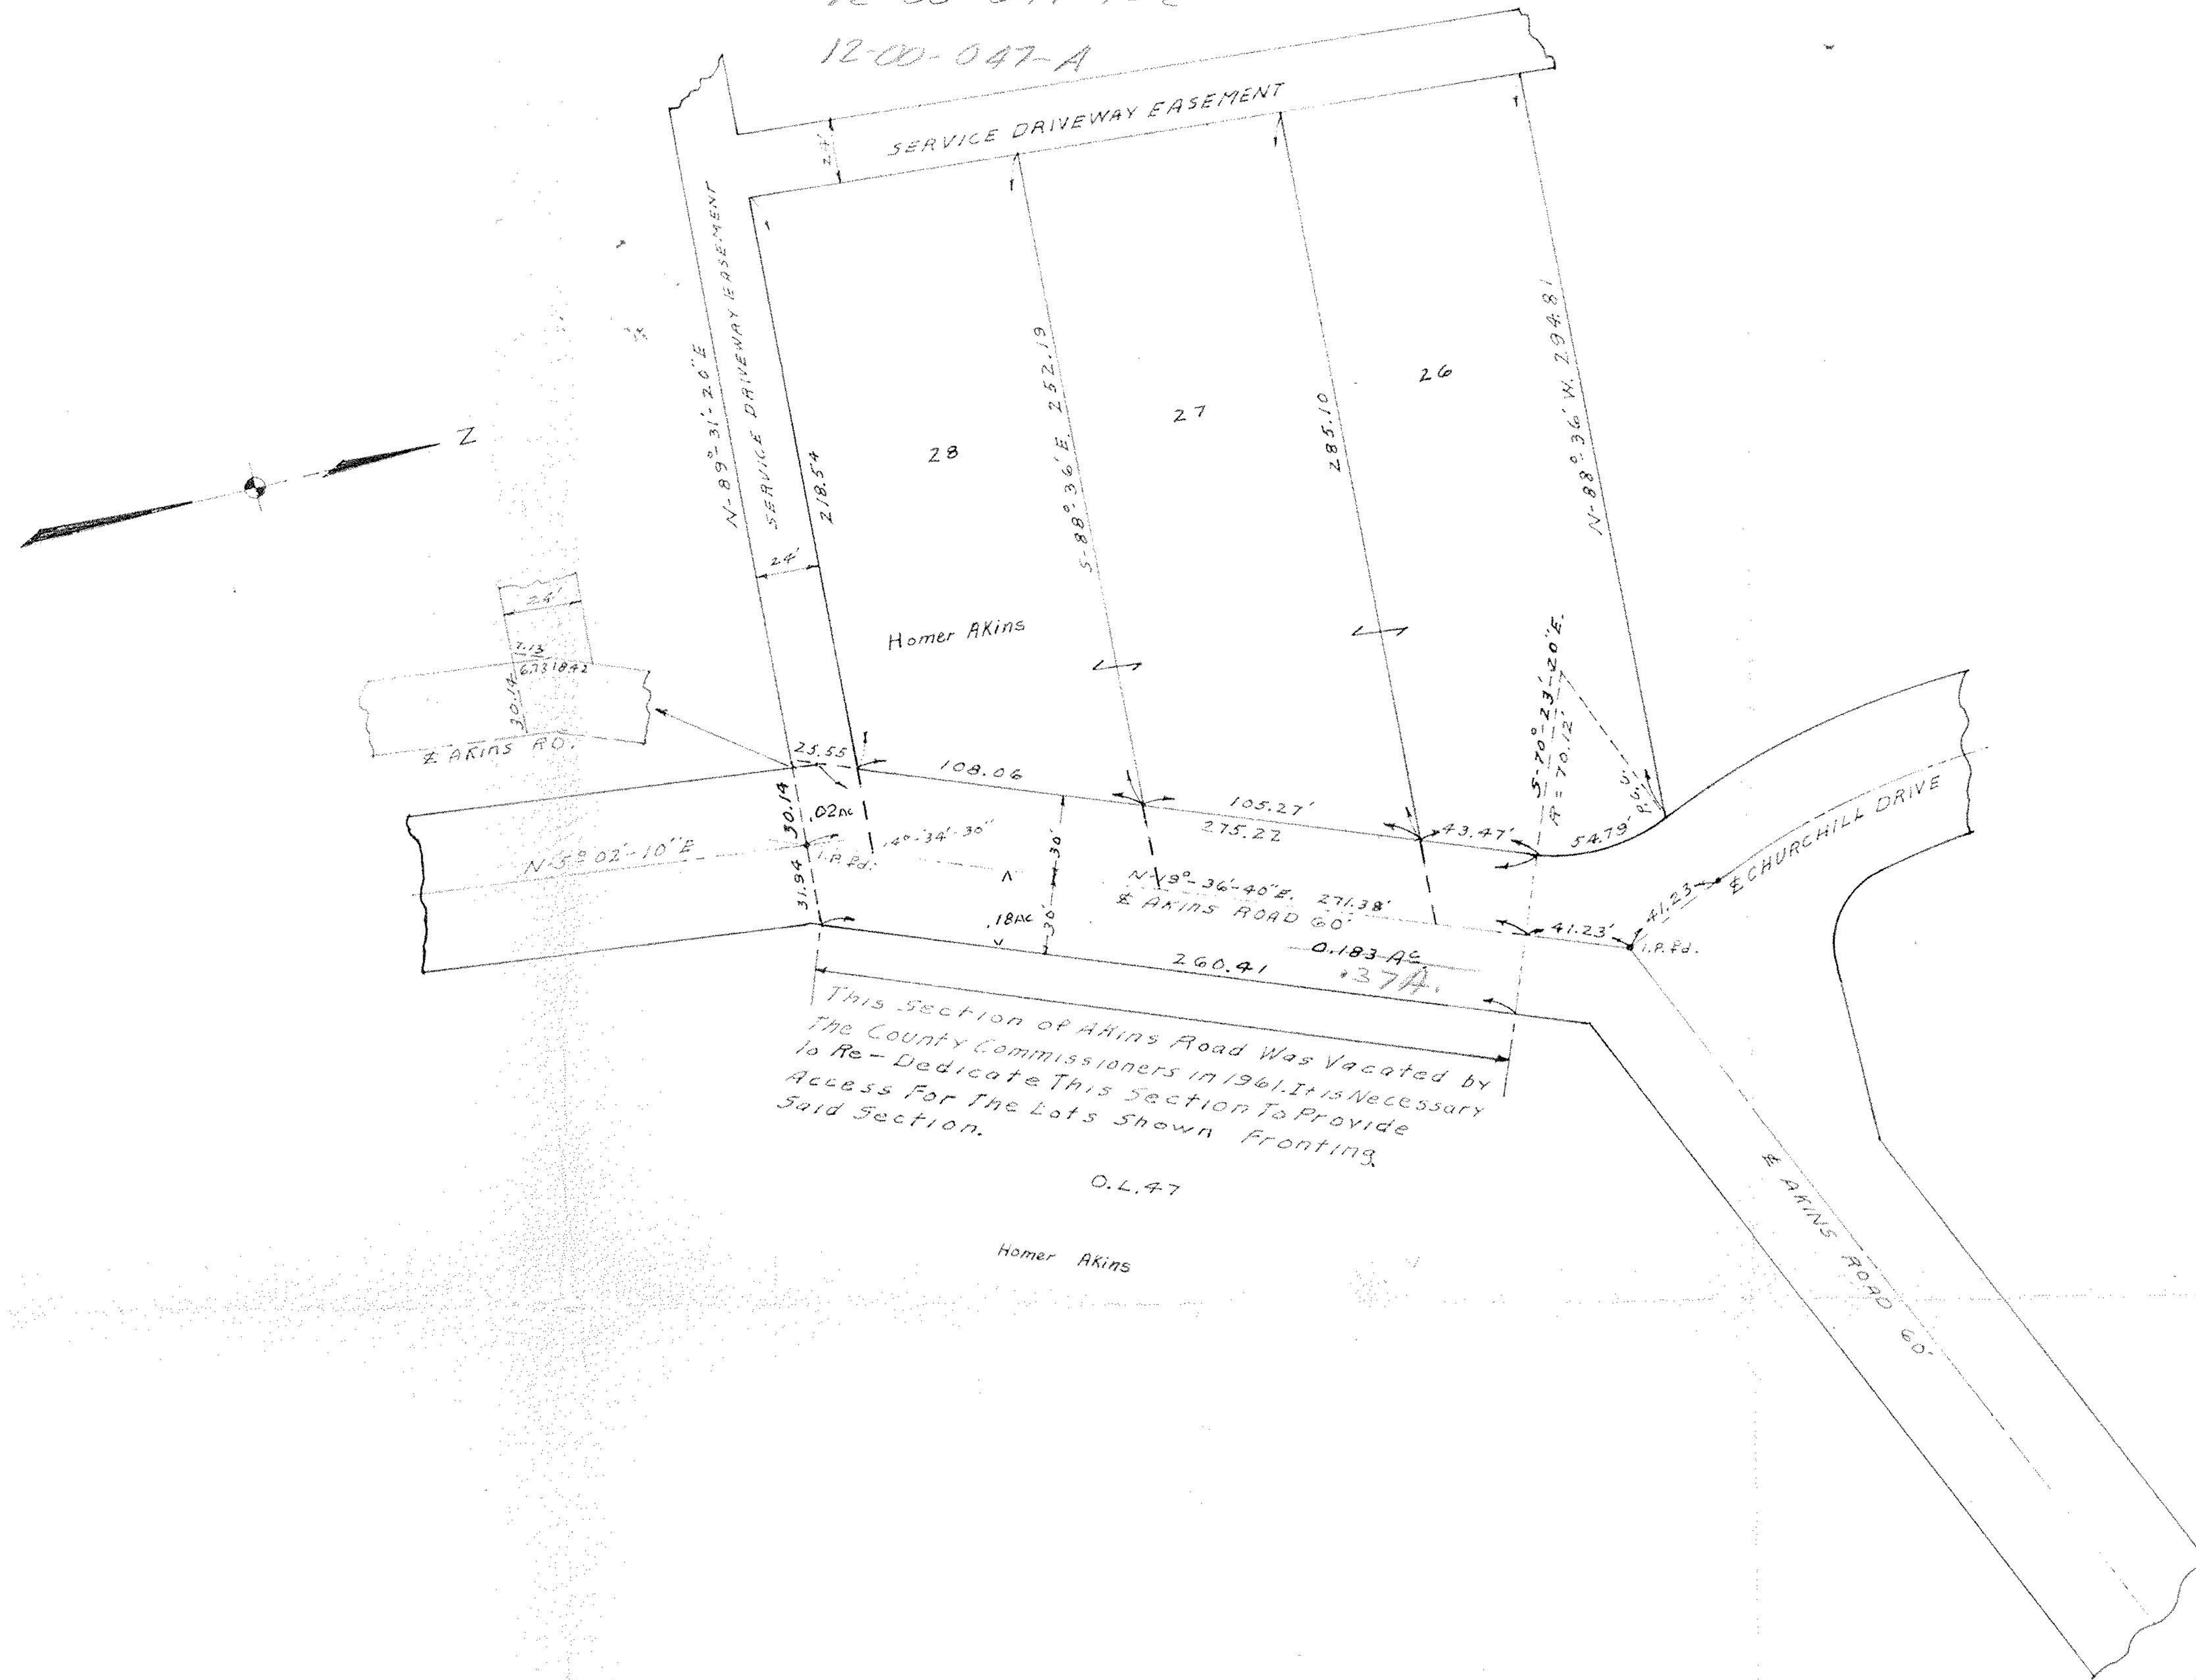 12-00-047-A
SERVICE DRIVEWAY EASEMENT
24'
N-89°-31'-20"E
SERVICE DRIVEWAY EASEMENT
218.54
24'
28
S-88°-36'E. 252.19
27
285.10
26
N-88°-36'W. 294.81
Z
Homer AKins
24'
7.13
6.731842
30.14
℄ AKINS RD.
25.55
108.06
105.27'
275.22
43.47'
S-70°-23'-20"E.
R = 70.12'
54.79'
P.G.S.
.02AC
30.14
31.94
N-5°02'-10"E
I.P. fd.
14°-34'-30"
30'
30'
.18AC
N-19°-36'-40"E. 271.38'
℄ AKINS ROAD 60'
41.23'
41.23
I.P. fd.
℄ CHURCHILL DRIVE
0.183 AC
.37A.
260.41
This Section of AKins Road Was Vacated by
The County Commissioners in 1961. It is Necessary
To Re-Dedicate This Section To Provide
Access For The Lots Shown Fronting
Said Section.
O.L.47
Homer AKins
℄ AKINS ROAD 60'